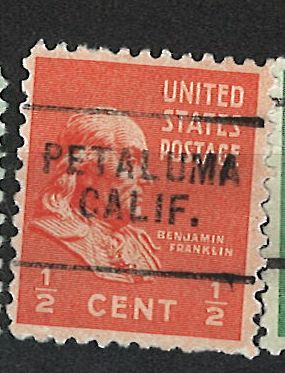 UNITED
STATES
POSTAGE
PETALUMA
CALIF.
BENJAMIN
FRANKLIN
1/2 CENT 1/2